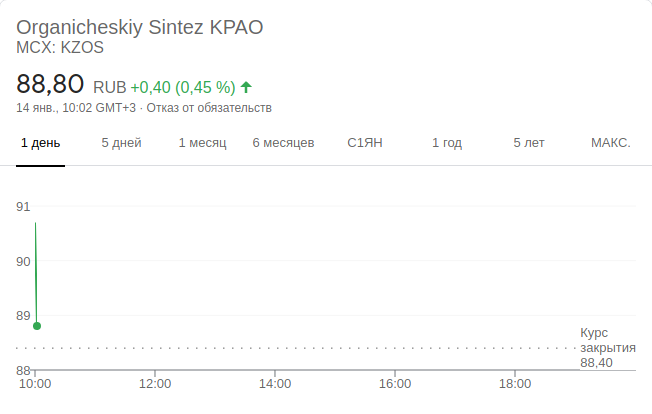 Organicheskiy Sintez KPAO
MCX: KZOS
88,80 RUB +0,40 (0,45 %)
14 янв., 10:02 GMT+3 · Отказ от обязательств
1 день 5 дней 1 месяц 6 месяцев С1ЯН 1 год 5 лет МАКС.
91
90
89
Курс
закрытия
88,40
88
10:00 12:00 14:00 16:00 18:00